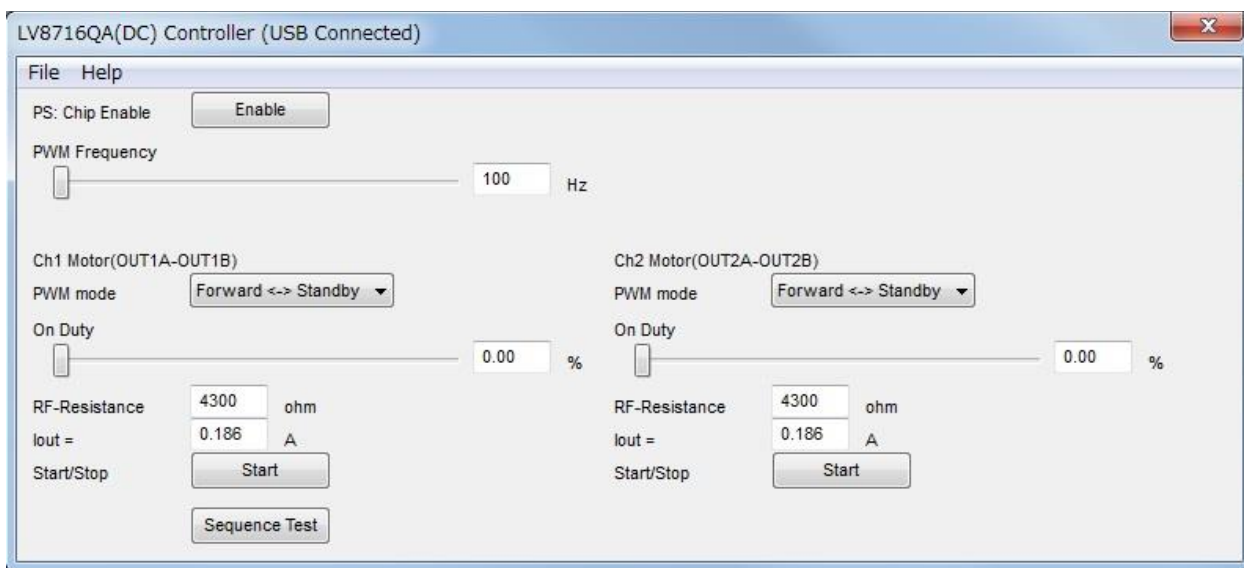 LV8716QA(DC) Controller (USB Connected)
File Help
PS: Chip Enable Enable
PWM Frequency
100 Hz
Ch1 Motor(OUT1A-OUT1B) Ch2 Motor(OUT2A-OUT2B)
PWM mode Forward <-> Standby PWM mode Forward <-> Standby
On Duty On Duty
0.00 % 0.00 %
RF-Resistance 4300 ohm RF-Resistance 4300 ohm
Iout = 0.186 A Iout = 0.186 A
Start/Stop Start Start/Stop Start
Sequence Test